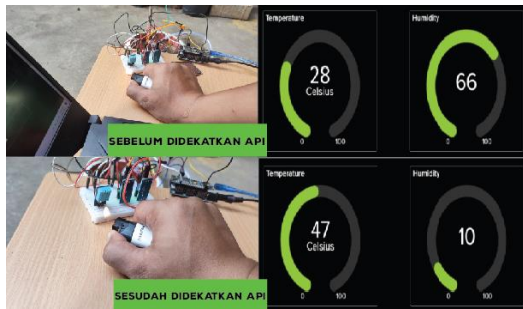 Temperature
Humidity
28
Celsius
66
0
100
0
100
SEBELUM DIDEKATKAN API
Temperature
Humidity
47
Celsius
10
0
100
0
100
SESUDAH DIDEKATKAN API